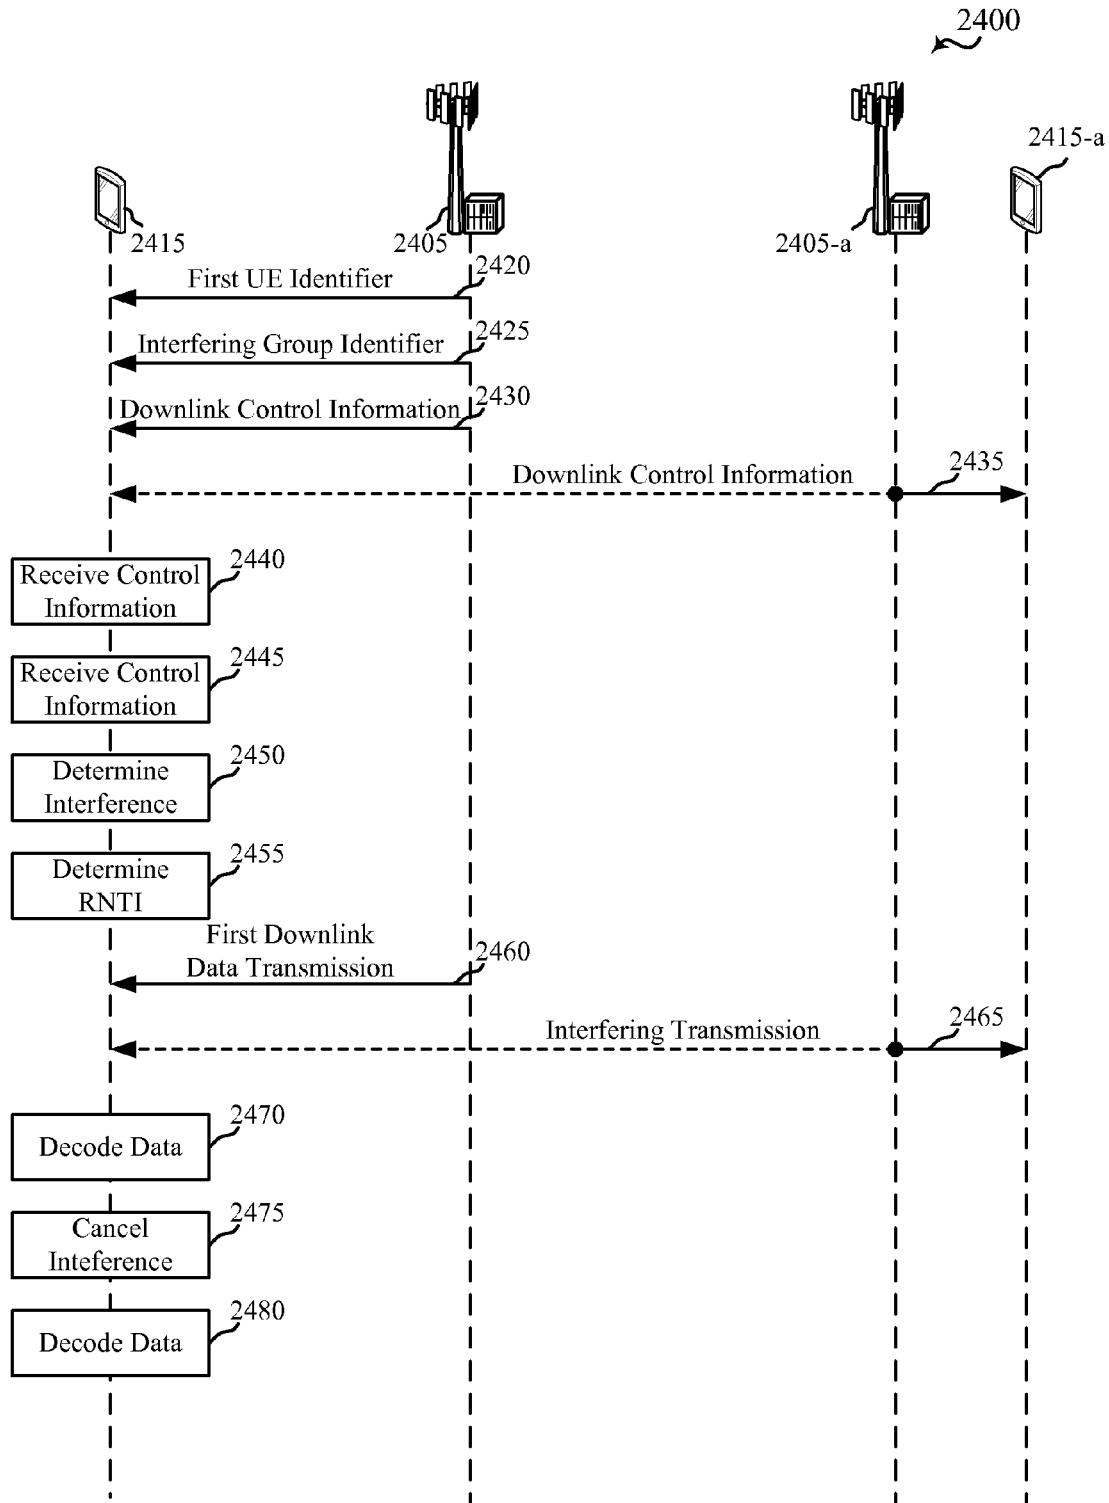 2400
2415-a
2415
2405
2405-a
First UE Identifier
2420
Interfering Group Identifier
2425
Downlink Control Information
2430
Downlink Control Information
2435
Receive Control
Information
2440
Receive Control
Information
2445
Determine
Interference
2450
Determine
RNTI
2455
First Downlink
Data Transmission
2460
Interfering Transmission
2465
Decode Data
2470
Cancel
Inteference
2475
Decode Data
2480